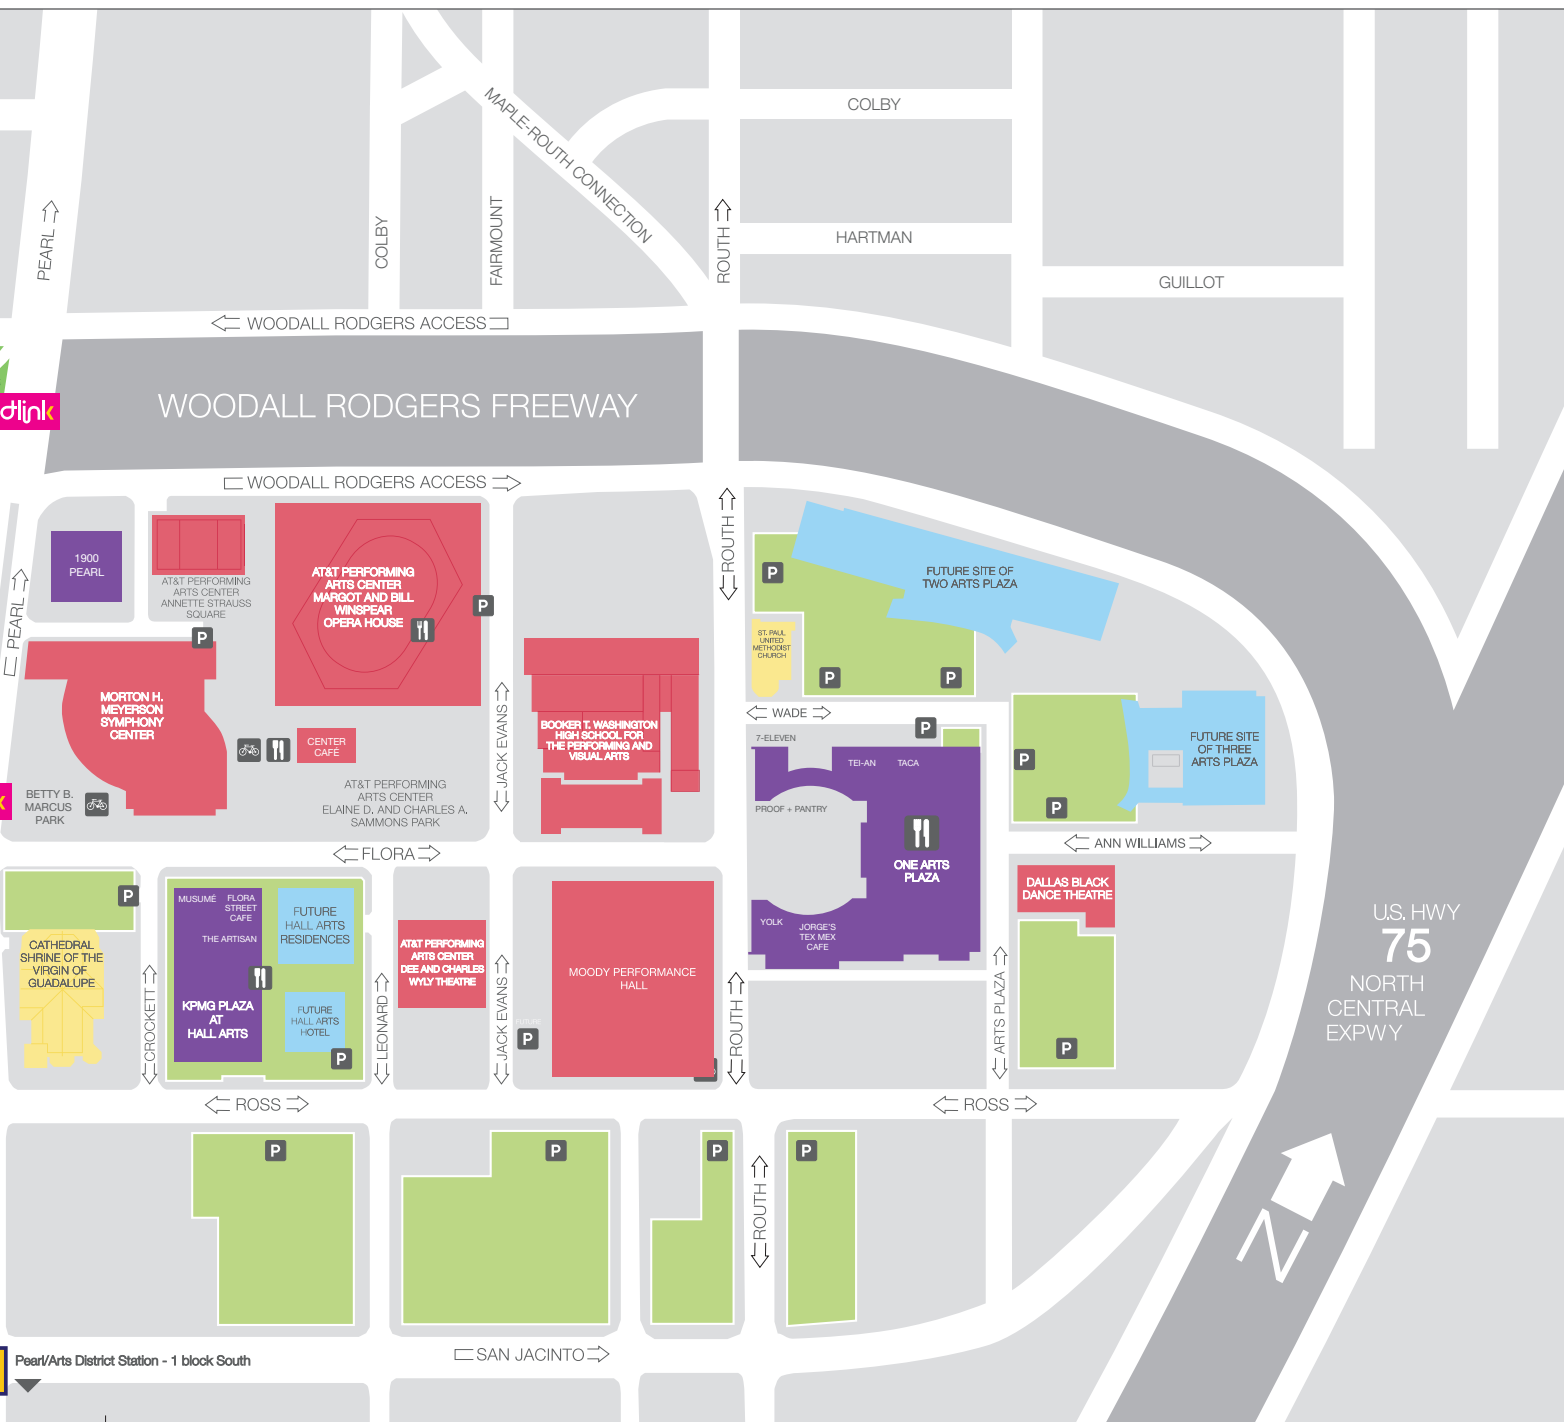 COLBY
MAPLE-ROUTH CONNECTION
PEARL
COLBY
FAIRMOUNT
ROUTH
HARTMAN
GUILLOT
WOODALL RODGERS ACCESS
dlink
WOODALL RODGERS FREEWAY
WOODALL RODGERS ACCESS
1900
PEARL
AT&T PERFORMING
ARTS CENTER
ANNETTE STRAUSS
SQUARE
AT&T PERFORMING
ARTS CENTER
MARGOT AND BILL
WINSPEAR
OPERA HOUSE
P
P
PEARL
ROUTH
P
FUTURE SITE OF
TWO ARTS PLAZA
ST. PAUL
UNITED
METHODIST
CHURCH
P
P
MORTON H.
MEYERSON
SYMPHONY
CENTER
CENTER
CAFÉ
JACK EVANS
BOOKER T. WASHINGTON
HIGH SCHOOL FOR
THE PERFORMING AND
VISUAL ARTS
WADE
P
7-ELEVEN
TEI-AN
TACA
PROOF + PANTRY
ONE ARTS
PLAZA
YOLK
JORGE'S
TEX MEX
CAFE
P
P
FUTURE SITE
OF THREE
ARTS PLAZA
BETTY B.
MARCUS
PARK
AT&T PERFORMING
ARTS CENTER
ELAINE D. AND CHARLES A.
SAMMONS PARK
FLORA
ANN WILLIAMS
P
CATHEDRAL
SHRINE OF THE
VIRGIN OF
GUADALUPE
CROCKETT
MUSUMÉ
FLORA
STREET
CAFE
THE ARTISAN
KPMG PLAZA
AT
HALL ARTS
FUTURE
HALL ARTS
RESIDENCES
FUTURE
HALL ARTS
HOTEL
P
LEONARD
AT&T PERFORMING
ARTS CENTER
DEE AND CHARLES
WYLY THEATRE
JACK EVANS
FUTURE
P
MOODY PERFORMANCE
HALL
ROUTH
ARTS PLAZA
DALLAS BLACK
DANCE THEATRE
P
U.S. HWY
75
NORTH
CENTRAL
EXPWY
ROSS
ROSS
P
P
P
P
ROUTH
N
SAN JACINTO
Pearl/Arts District Station - 1 block South